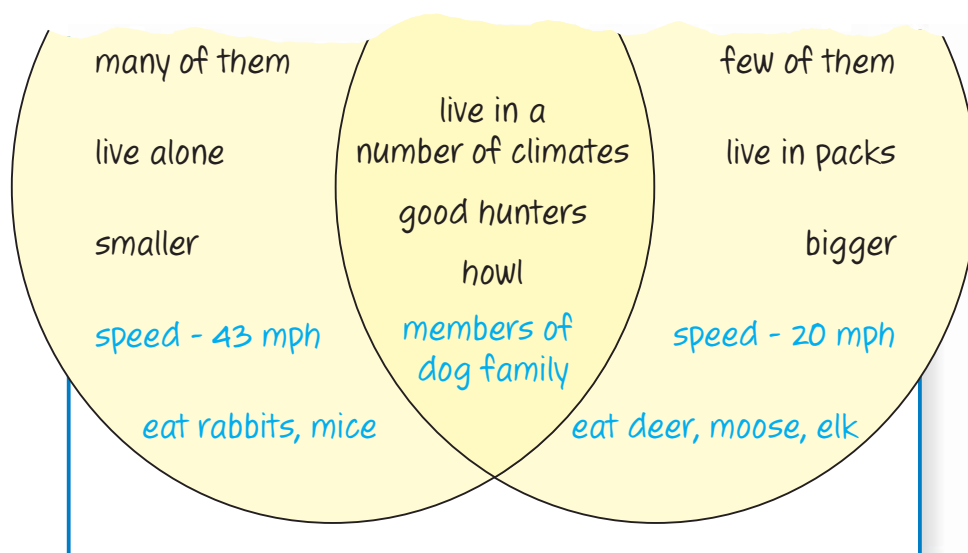 many of them
live alone
smaller
speed - 43 mph
eat rabbits, mice
live in a
number of climates
good hunters
howl
members of
dog family
few of them
live in packs
bigger
speed - 20 mph
eat deer, moose, elk